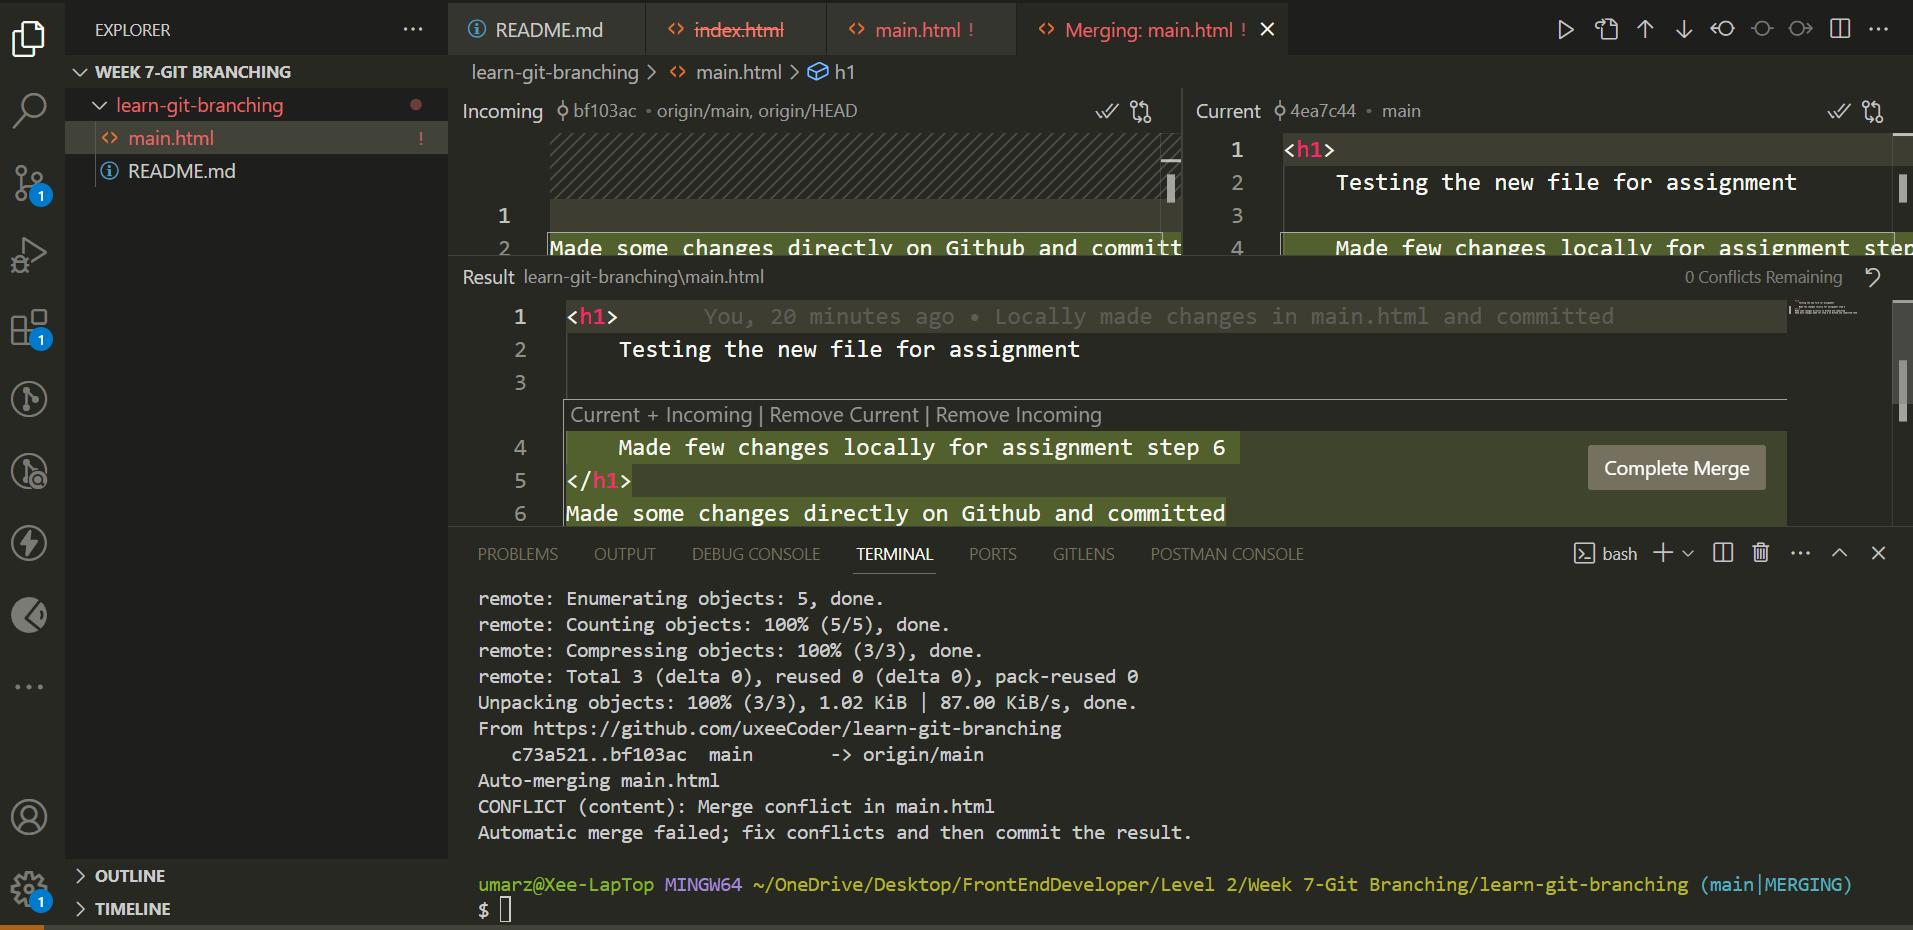 EXPLORER
WEEK 7-GIT BRANCHING
learn-git-branching
main.html !
README.md
OUTLINE
TIMELINE
1
1
1
README.md
index.html
main.html !
Merging: main.html !
learn-git-branching > main.html > h1
Incoming bf103ac • origin/main, origin/HEAD
1
2 Made some changes directly on Github and committ
Current 4ea7c44 • main
1 <h1>
2 Testing the new file for assignment
3
4 Made few changes locally for assignment step
Result learn-git-branching\main.html
0 Conflicts Remaining
1 <h1> You, 20 minutes ago • Locally made changes in main.html and committed
2 Testing the new file for assignment
3
Current + Incoming | Remove Current | Remove Incoming
4 Made few changes locally for assignment step 6
5 </h1>
6 Made some changes directly on Github and committed
Complete Merge
PROBLEMS OUTPUT DEBUG CONSOLE TERMINAL PORTS GITLENS POSTMAN CONSOLE
bash
remote: Enumerating objects: 5, done.
remote: Counting objects: 100% (5/5), done.
remote: Compressing objects: 100% (3/3), done.
remote: Total 3 (delta 0), reused 0 (delta 0), pack-reused 0
Unpacking objects: 100% (3/3), 1.02 KiB | 87.00 KiB/s, done.
From https://github.com/uxeeCoder/learn-git-branching
c73a521..bf103ac main -> origin/main
Auto-merging main.html
CONFLICT (content): Merge conflict in main.html
Automatic merge failed; fix conflicts and then commit the result.
umarz@Xee-LapTop MINGW64 ~/OneDrive/Desktop/FrontEndDeveloper/Level 2/Week 7-Git Branching/learn-git-branching (main|MERGING)
$